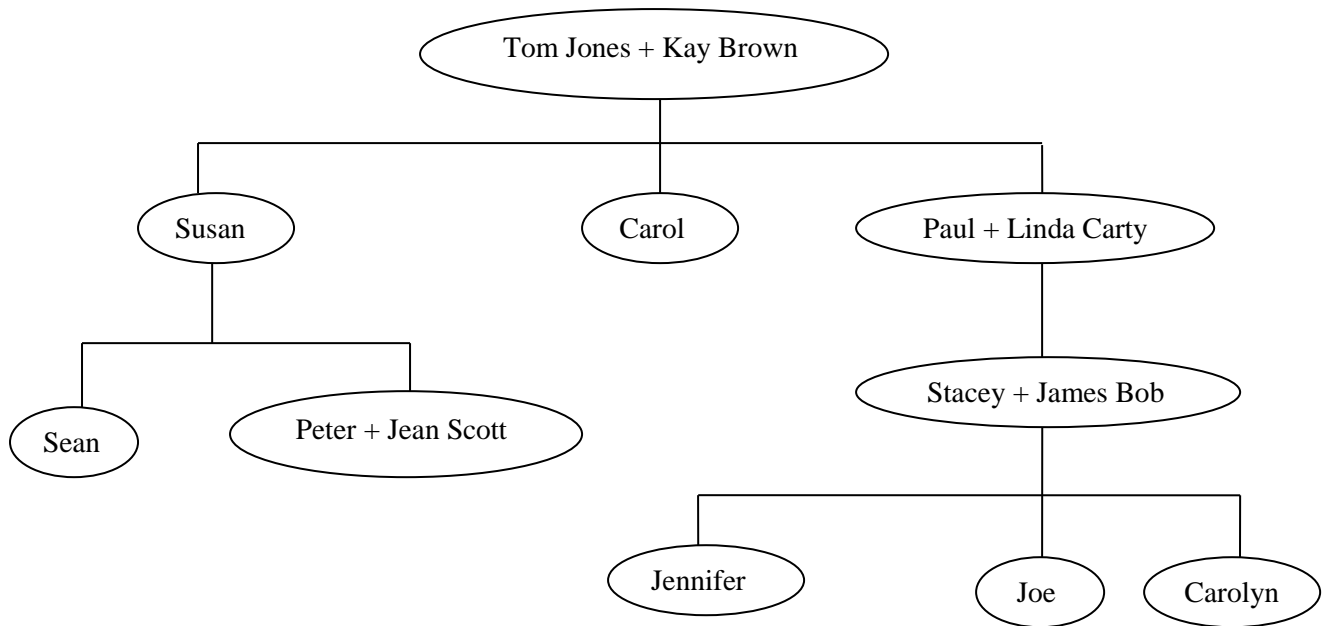 Tom Jones + Kay Brown
Susan
Carol
Paul + Linda Carty
Stacey + James Bob
Sean
Peter + Jean Scott
Jennifer
Joe
Carolyn